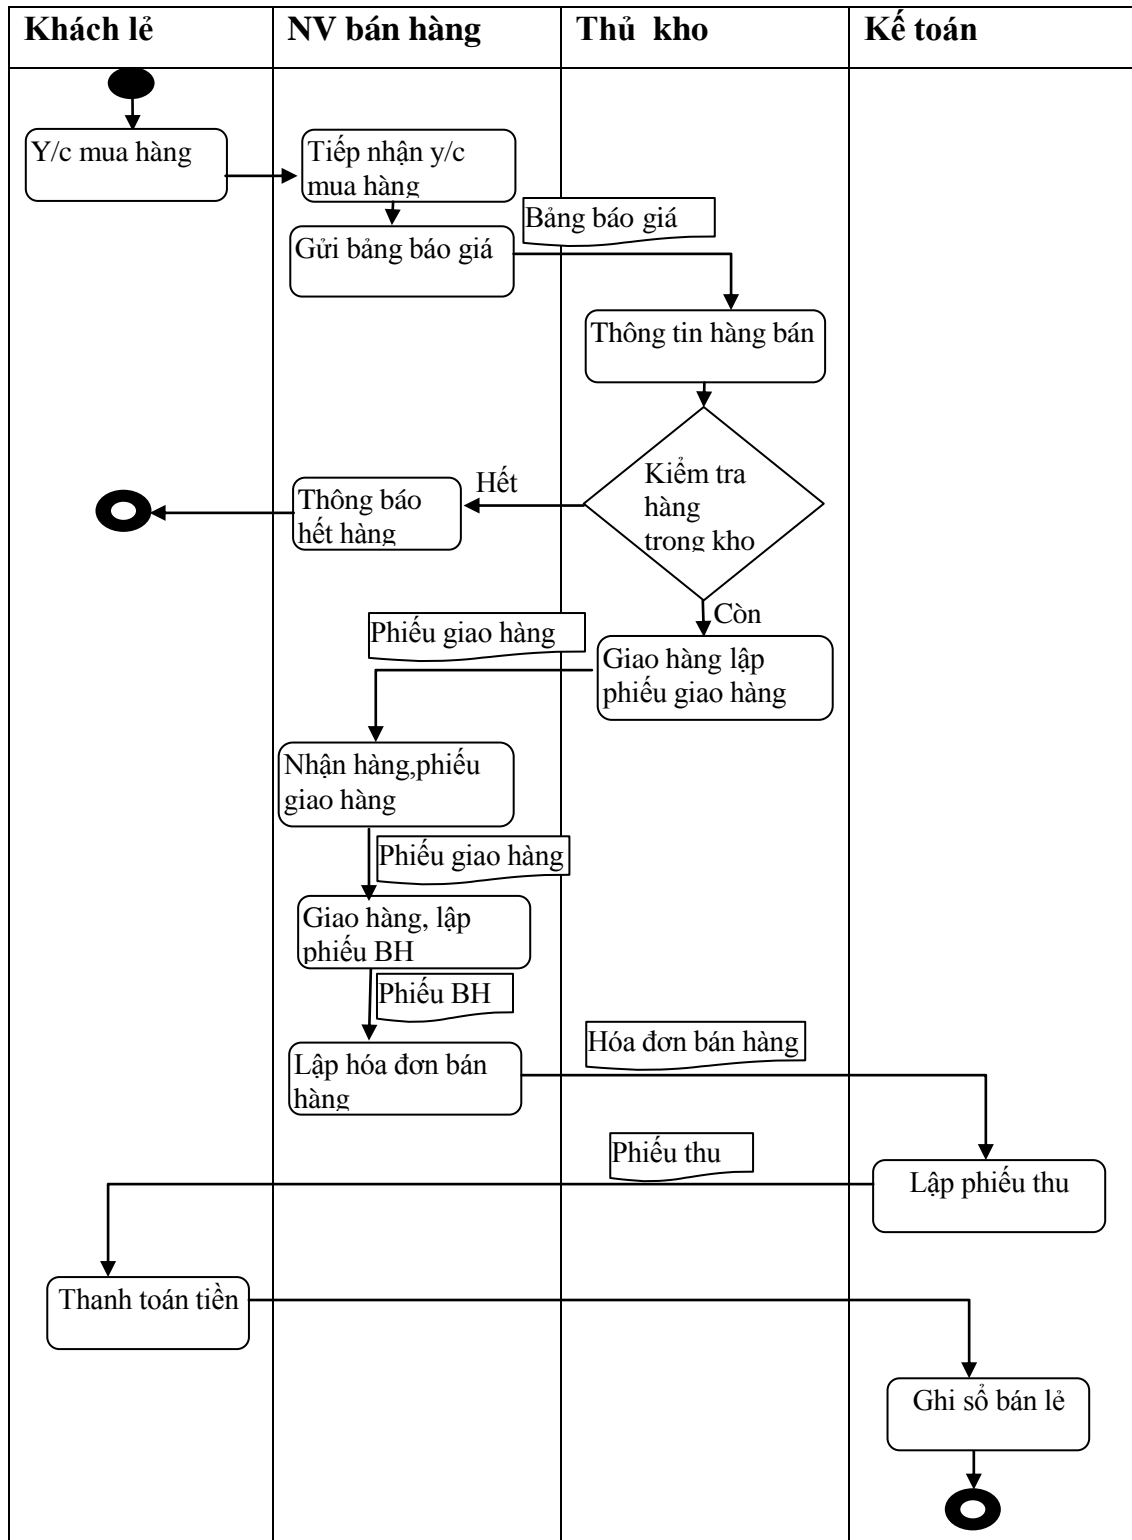 Khách lẻ
NV bán hàng
Thủ kho
Kế toán
Y/c mua hàng
Tiếp nhận y/c
mua hàng
Bảng báo giá
Gửi bảng báo giá
Thông tin hàng bán
Kiểm tra
hàng
trong kho
Hết
Thông báo
hết hàng
Còn
Phiếu giao hàng
Giao hàng lập
phiếu giao hàng
Nhận hàng,phiếu
giao hàng
Phiếu giao hàng
Giao hàng, lập
phiếu BH
Phiếu BH
Lập hóa đơn bán
hàng
Hóa đơn bán hàng
Phiếu thu
Lập phiếu thu
Thanh toán tiền
Ghi sổ bán lẻ